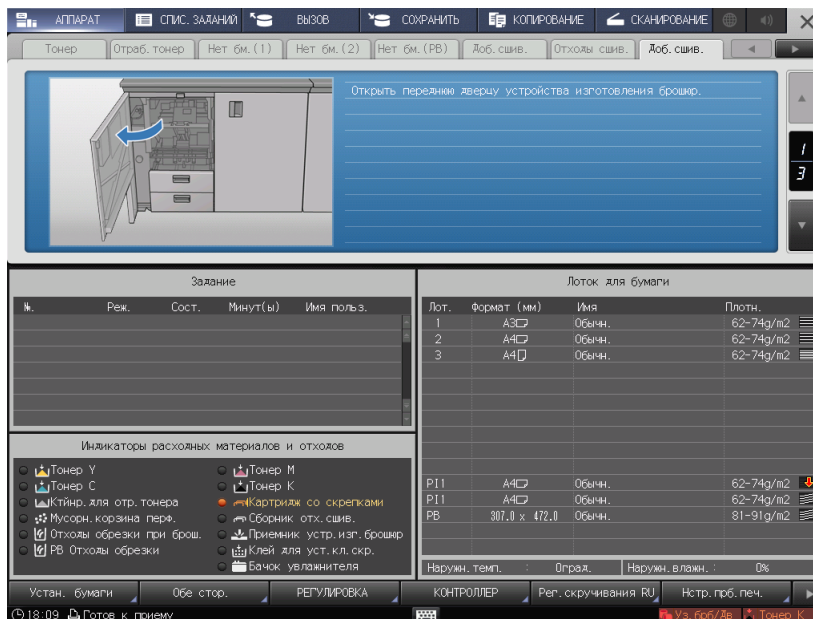 АППАРАТ СПИС. ЗАДАНИЙ ВЫЗОВ СОХРАНИТЬ КОПИРОВАНИЕ СКАНИРОВАНИЕ
Тонер Отраб. тонер Нет бм.(1) Нет бм.(2) Нет бм.(PB) Доб. сшив. Отходы сшив. Доб. сшив.
Открыть переднюю дверцу устройства изготовления брошюр.
1
3
Задание
№. Реж. Сост. Минут(ы) Имя польз.
Лоток для бумаги
Лот. Формат (мм) Имя Плотн.
1 A3 Обычн. 62-74g/m2
2 A4 Обычн. 62-74g/m2
3 A4 Обычн. 62-74g/m2
PI1 A4 Обычн. 62-74g/m2
PI1 A4 Обычн. 62-74g/m2
PB 307.0 x 472.0 Обычн. 81-91g/m2
Наружн. темп. : 0град. Наружн. влажн. : 0%
Индикаторы расходных материалов и отходов
Тонер Y Тонер M
Тонер C Тонер K
Ктйнр. для отр. тонера Картридж со скрепками
Мусорн. корзина перф. Сборник отх. сшив.
Отходы обрезки при брош. Приемник устр. изг. брошюр
PB Отходы обрезки Клей для уст. кл. скр.
Бачок увлажнителя
Устан. бумаги Обе стор. РЕГУЛИРОВКА КОНТРОЛЛЕР Рег. скручивания RU Нстр. прб. печ.
18:09 Готов к приему Уз. брб/Дв Тонер K